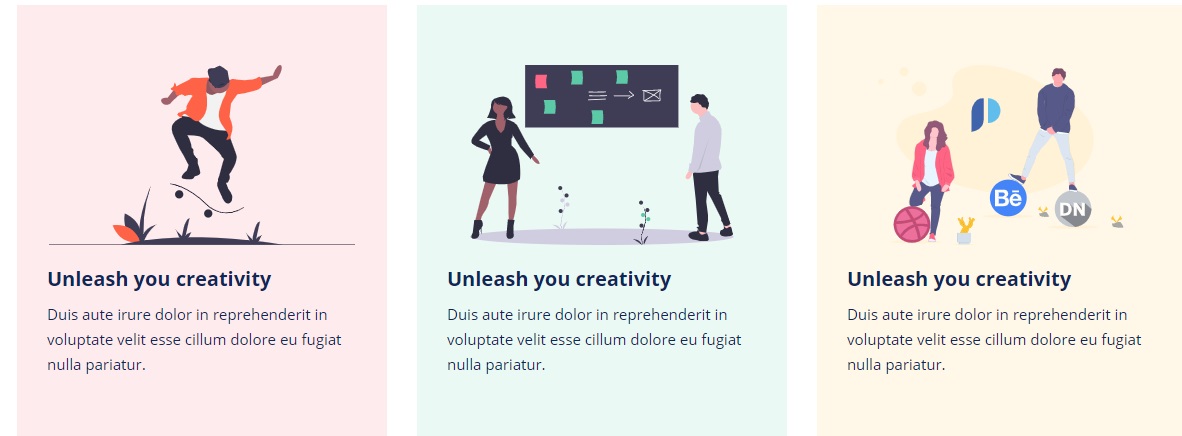 Unleash you creativity
Duis aute irure dolor in reprehenderit in
voluptate velit esse cillum dolore eu fugiat
nulla pariatur.
Unleash you creativity
Duis aute irure dolor in reprehenderit in
voluptate velit esse cillum dolore eu fugiat
nulla pariatur.
Bē
DN
Unleash you creativity
Duis aute irure dolor in reprehenderit in
voluptate velit esse cillum dolore eu fugiat
nulla pariatur.